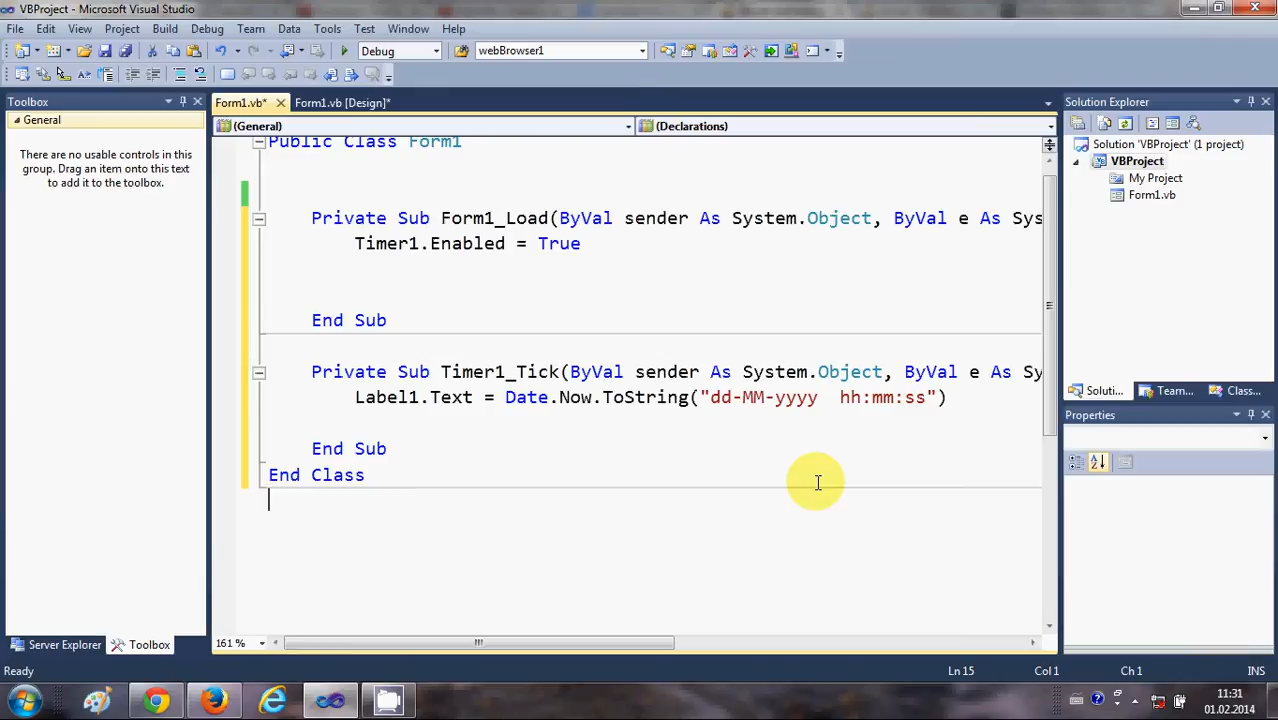 VBProject - Microsoft Visual Studio
File Edit View Project Build Debug Team Data Tools Test Window Help
Debug webBrowser1
Toolbox
General
There are no usable controls in this
group. Drag an item onto this text
to add it to the toolbox.
Server Explorer Toolbox
Form1.vb* Form1.vb [Design]*
(General) (Declarations)
Public Class Form1
Private Sub Form1_Load(ByVal sender As System.Object, ByVal e As Sys
Timer1.Enabled = True
End Sub
Private Sub Timer1_Tick(ByVal sender As System.Object, ByVal e As Sy
Label1.Text = Date.Now.ToString("dd-MM-yyyy  hh:mm:ss")
End Sub
End Class
161 %
Solution Explorer
Solution 'VBProject' (1 project)
VBProject
My Project
Form1.vb
Soluti... Team... Class...
Properties
Ready Ln 15 Col 1 Ch 1 INS
11:31
01.02.2014